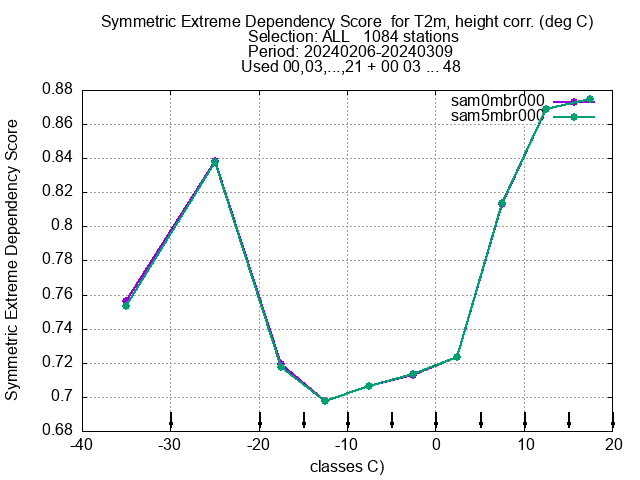 Symmetric Extreme Dependency Score  for T2m, height corr. (deg C)
Selection: ALL   1084 stations
Period: 20240206-20240309
Used 00,03,...,21 + 00 03 ... 48
sam0mbr000
sam5mbr000
Symmetric Extreme Dependency Score
0.88
0.86
0.84
0.82
0.8
0.78
0.76
0.74
0.72
0.7
0.68
-40 -30 -20 -10 0 10 20
classes C)